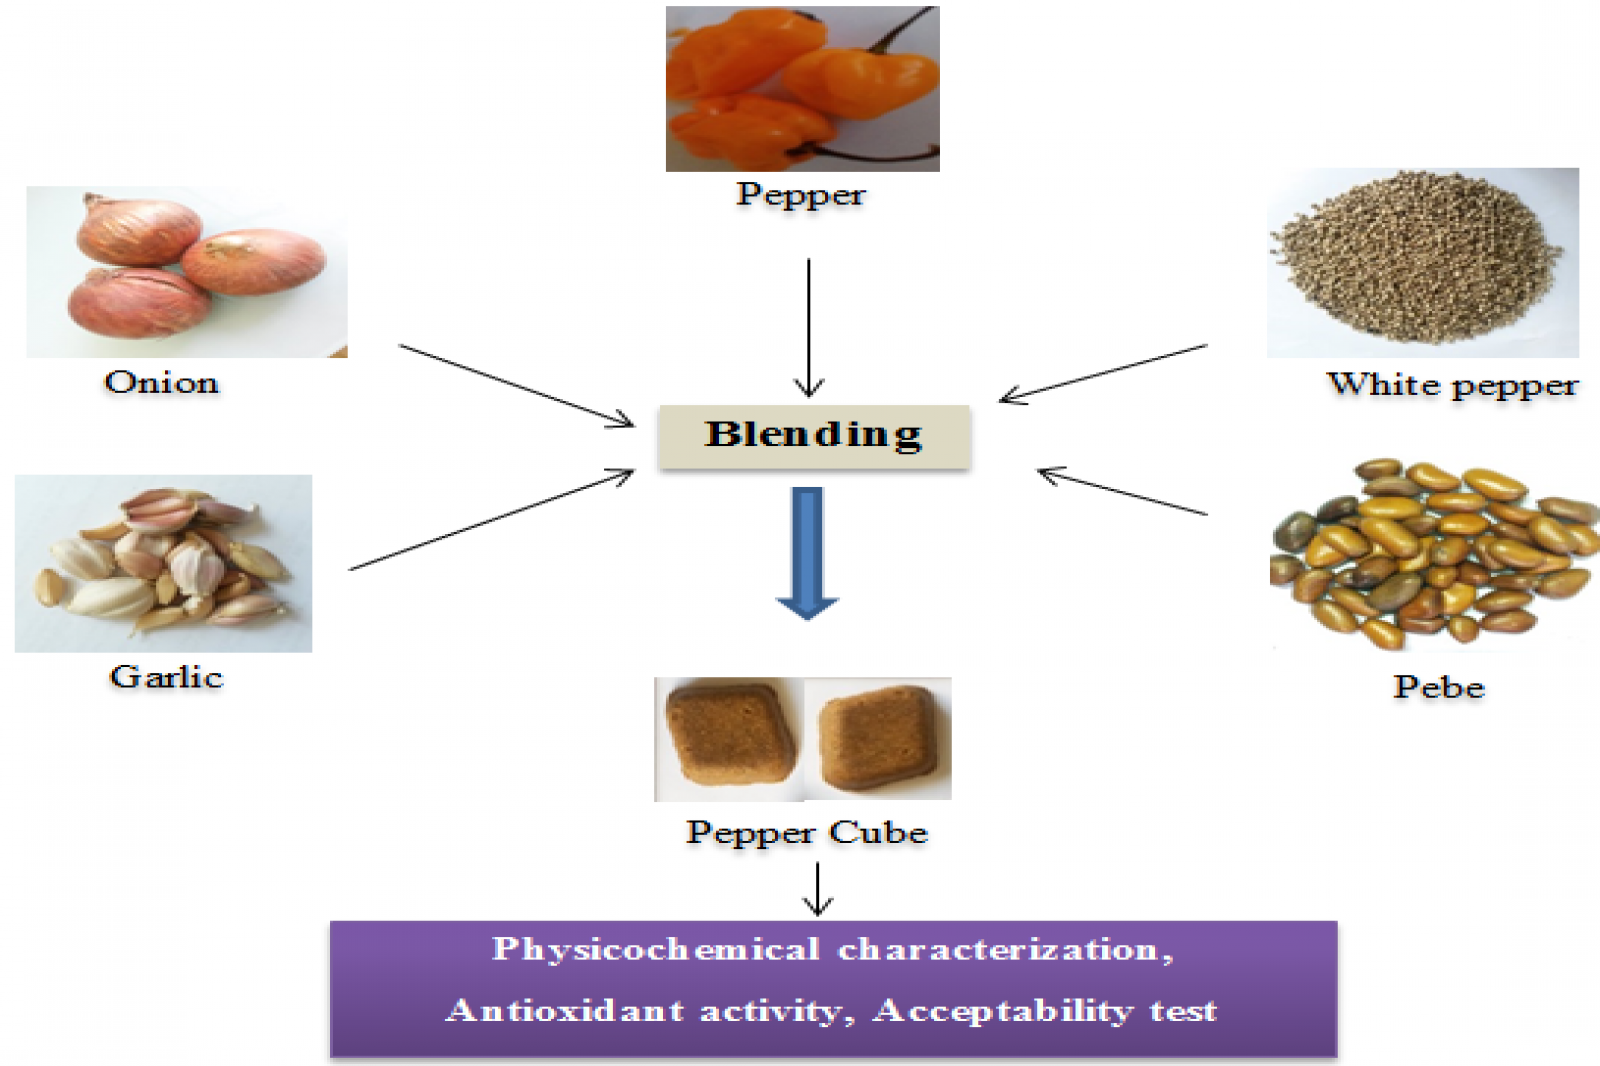 Pepper
Onion
White pepper
Blending
Garlic
Pebe
Pepper Cube
Physicochemical characterization,
Antioxidant activity, Acceptability test